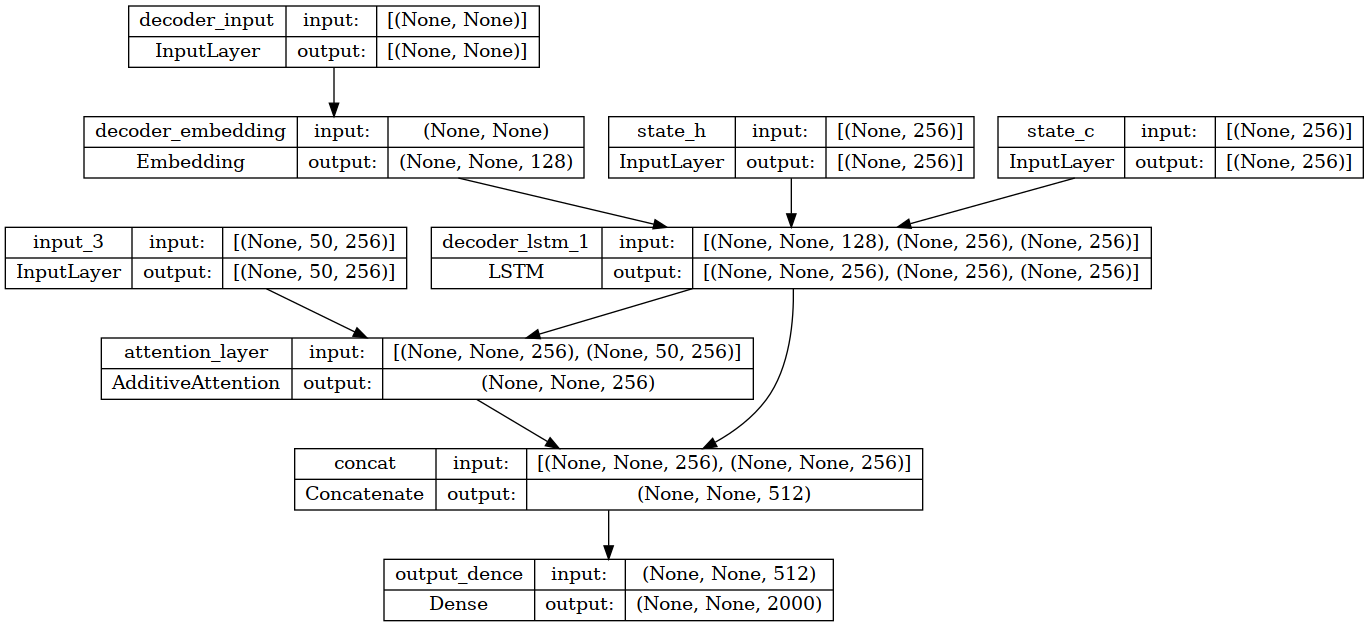 decoder_input input: [(None, None)]
InputLayer output: [(None, None)]
decoder_embedding input: (None, None)
Embedding output: (None, None, 128)
state_h input: [(None, 256)]
InputLayer output: [(None, 256)]
state_c input: [(None, 256)]
InputLayer output: [(None, 256)]
input_3 input: [(None, 50, 256)]
InputLayer output: [(None, 50, 256)]
decoder_lstm_1 input: [(None, None, 128), (None, 256), (None, 256)]
LSTM output: [(None, None, 256), (None, 256), (None, 256)]
attention_layer input: [(None, None, 256), (None, 50, 256)]
AdditiveAttention output: (None, None, 256)
concat input: [(None, None, 256), (None, None, 256)]
Concatenate output: (None, None, 512)
output_dence input: (None, None, 512)
Dense output: (None, None, 2000)